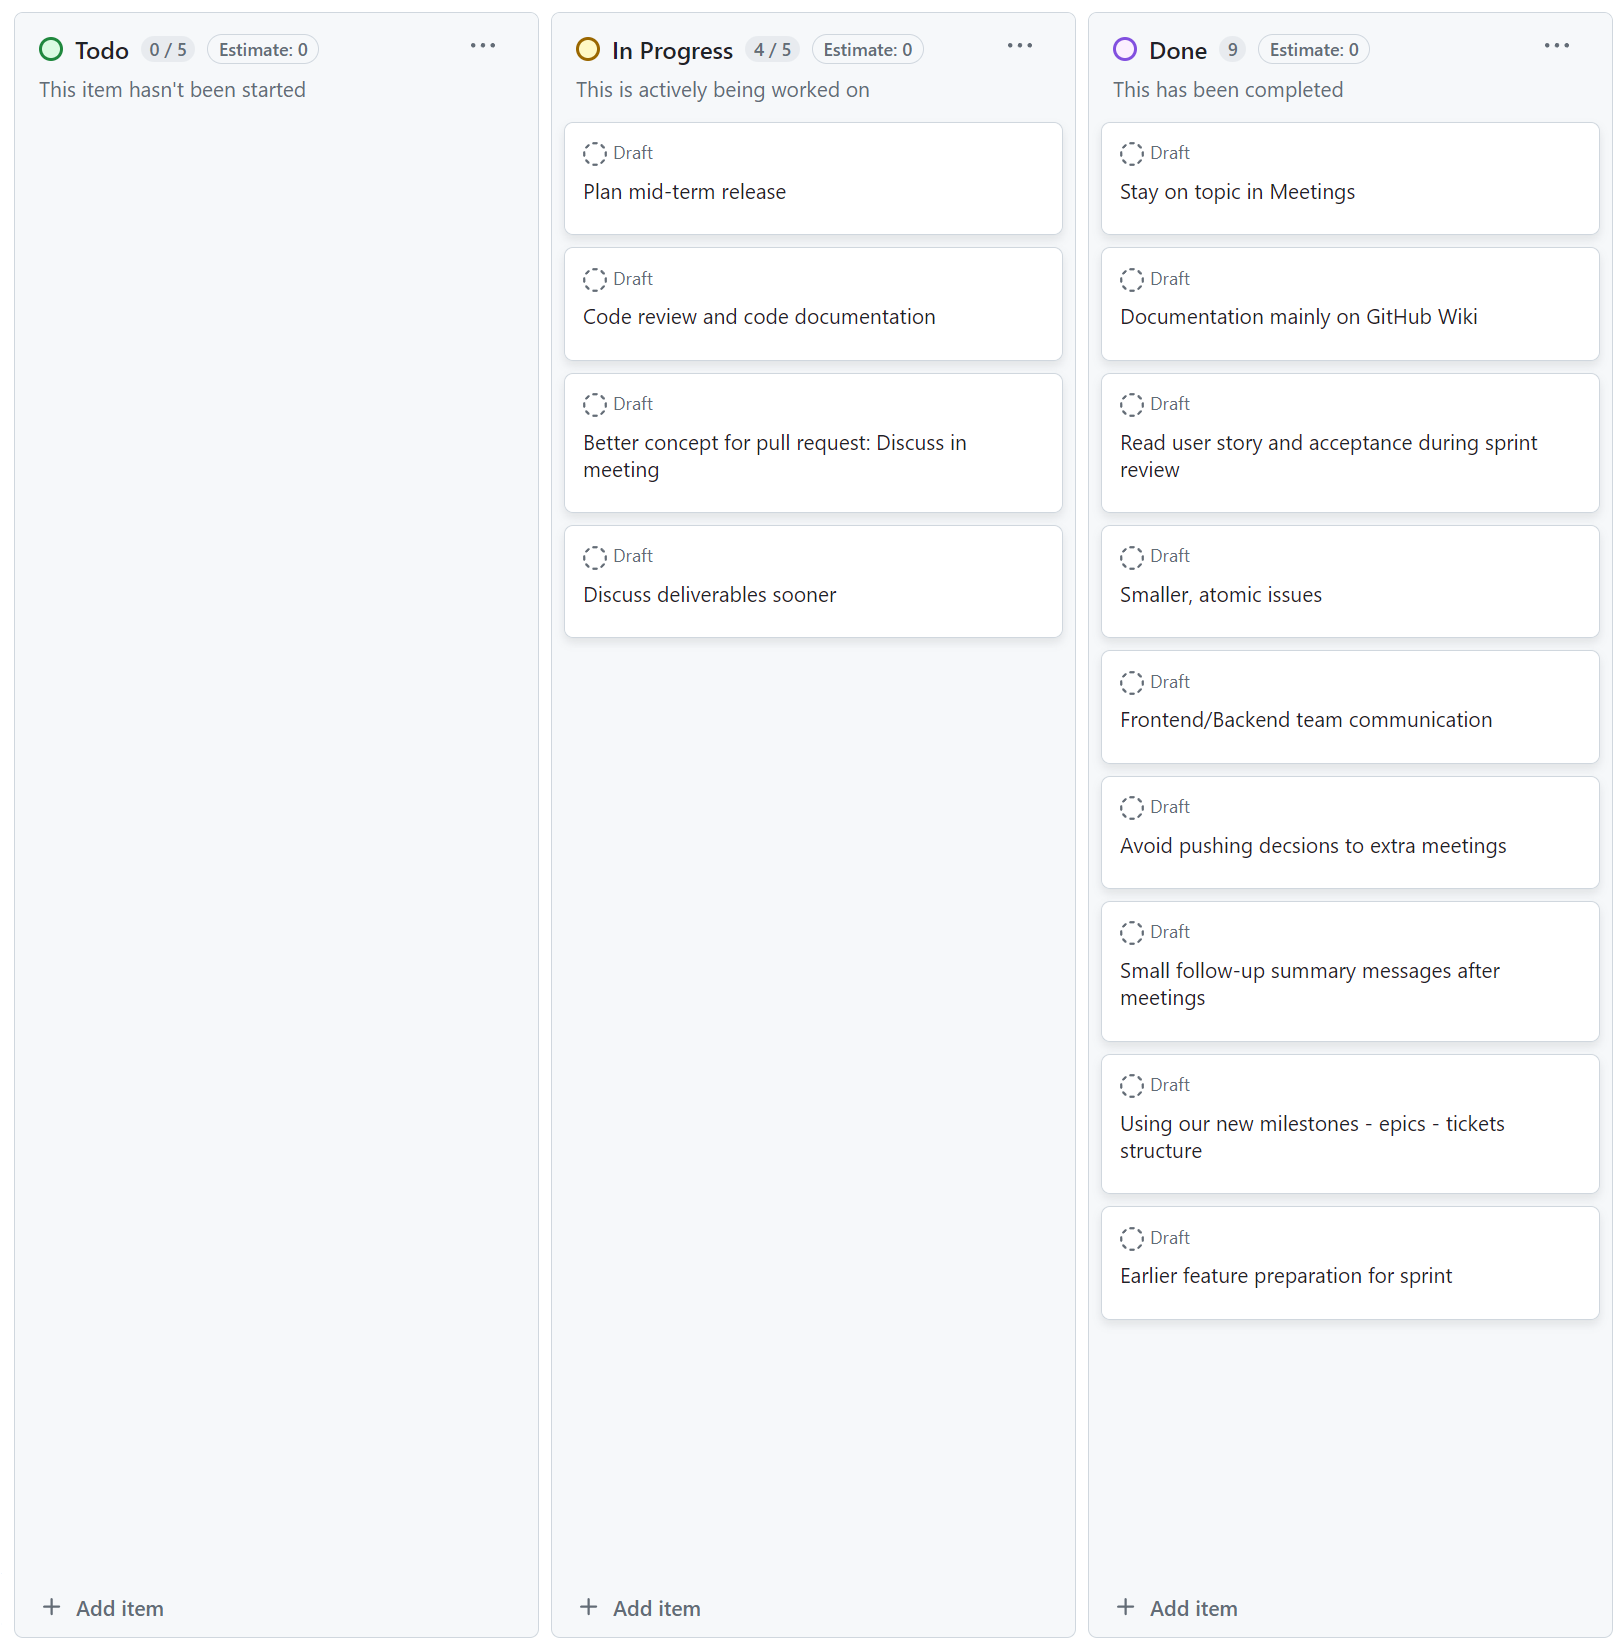 Todo 0 / 5 Estimate: 0
This item hasn't been started
Add item
In Progress 4 / 5 Estimate: 0
This is actively being worked on
Draft
Plan mid-term release
Draft
Code review and code documentation
Draft
Better concept for pull request: Discuss in
meeting
Draft
Discuss deliverables sooner
Add item
Done 9 Estimate: 0
This has been completed
Draft
Stay on topic in Meetings
Draft
Documentation mainly on GitHub Wiki
Draft
Read user story and acceptance during sprint
review
Draft
Smaller, atomic issues
Draft
Frontend/Backend team communication
Draft
Avoid pushing decsions to extra meetings
Draft
Small follow-up summary messages after
meetings
Draft
Using our new milestones - epics - tickets
structure
Draft
Earlier feature preparation for sprint
Add item